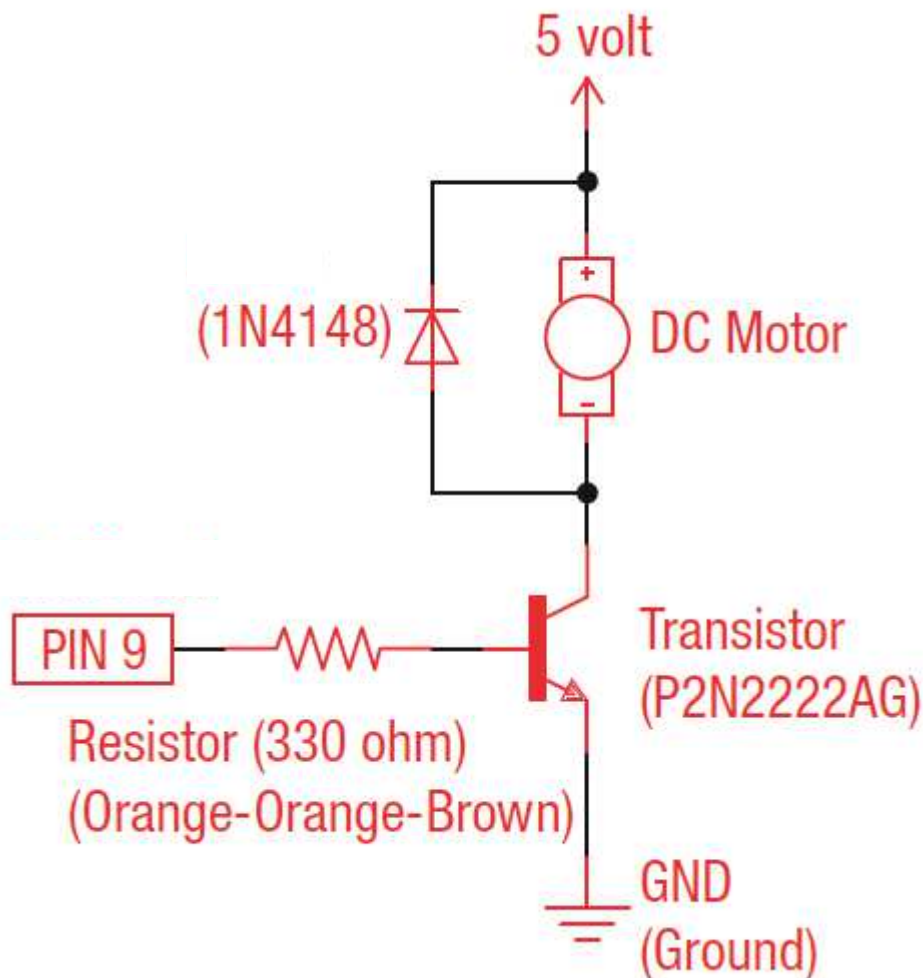 5 volt
+
(1N4148)
DC Motor
-
PIN 9
Transistor
(P2N2222AG)
Resistor (330 ohm)
(Orange-Orange-Brown)
GND
(Ground)